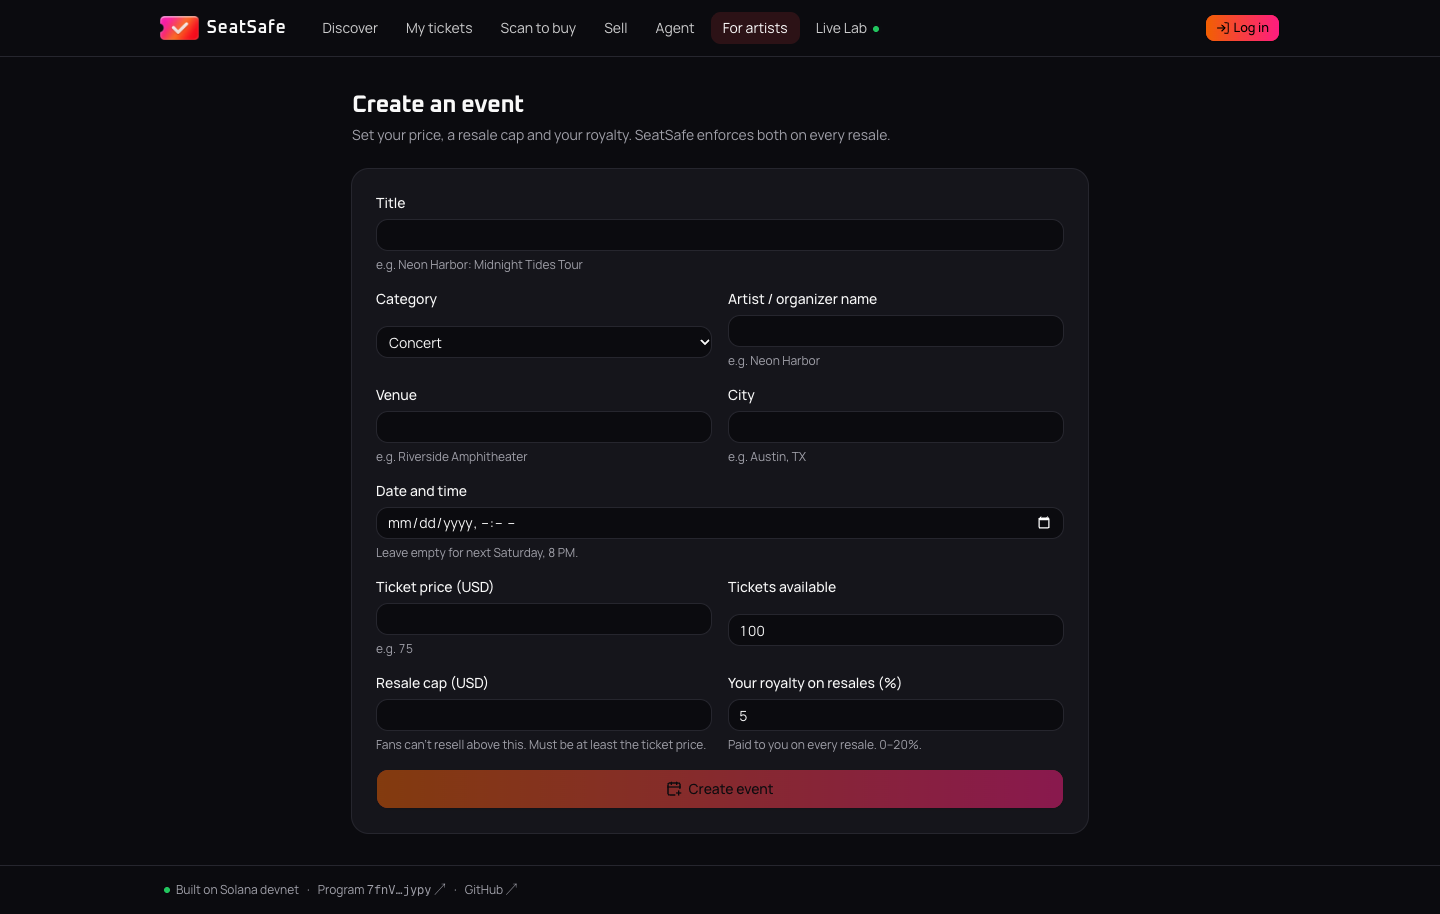 SeatSafe Discover My tickets Scan to buy Sell Agent For artists Live Lab Log in
Create an event
Set your price, a resale cap and your royalty. SeatSafe enforces both on every resale.
Title
e.g. Neon Harbor: Midnight Tides Tour
Category Artist / organizer name
Concert
e.g. Neon Harbor
Venue City
e.g. Riverside Amphitheater e.g. Austin, TX
Date and time
mm/dd/yyyy, --:-- --
Leave empty for next Saturday, 8 PM.
Ticket price (USD) Tickets available
100
e.g. 75
Resale cap (USD) Your royalty on resales (%)
5
Fans can't resell above this. Must be at least the ticket price. Paid to you on every resale. 0–20%.
Create event
Built on Solana devnet · Program 7fnV…jypy ↗ · GitHub ↗